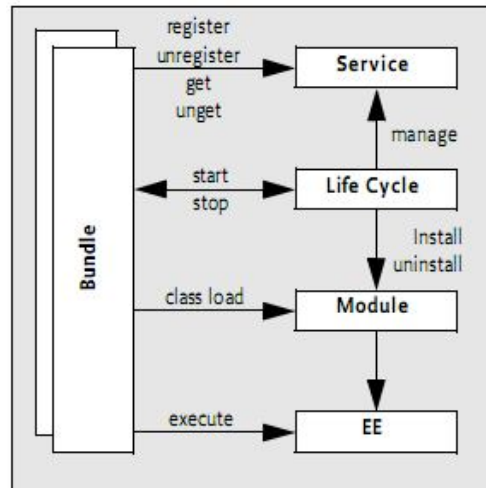 register
unregister
get
unget
Service
manage
start
stop
Life Cycle
Install
uninstall
Bundle
class load
Module
execute
EE